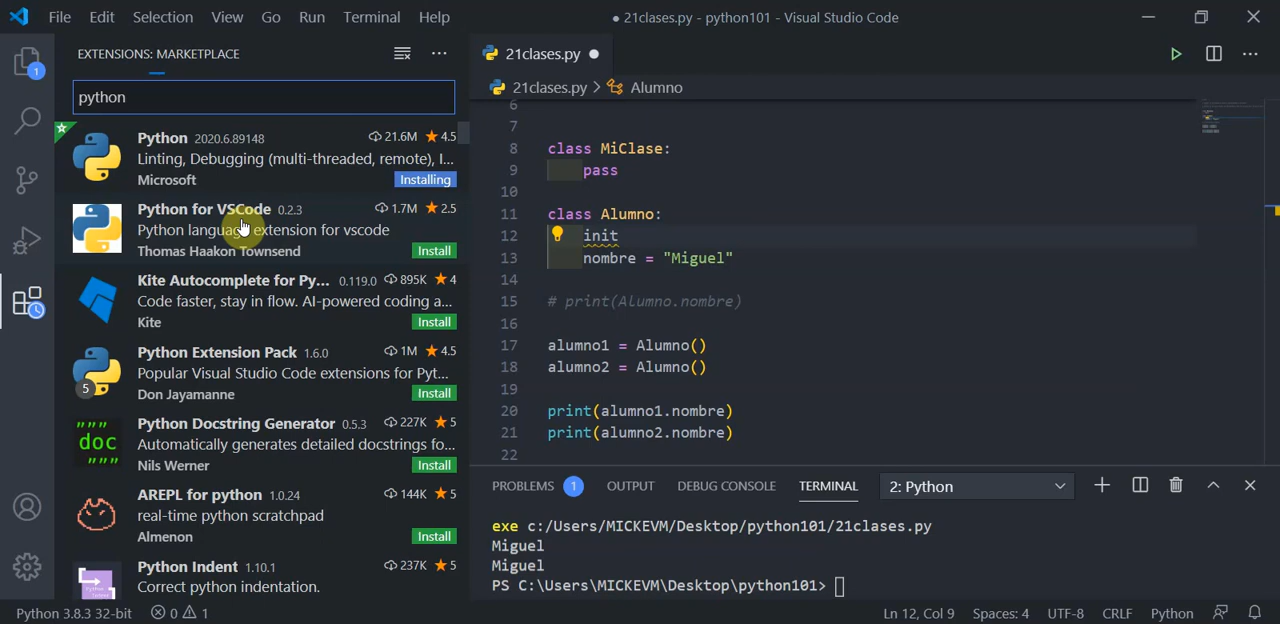 File Edit Selection View Go Run Terminal Help
● 21clases.py - python101 - Visual Studio Code
EXTENSIONS: MARKETPLACE
1
python
Python 2020.6.89148 21.6M 4.5
Linting, Debugging (multi-threaded, remote), I...
Microsoft Installing
Python for VSCode 0.2.3 1.7M 2.5
Python language extension for vscode
Thomas Haakon Townsend Install
Kite Autocomplete for Py... 0.119.0 895K 4
Code faster, stay in flow. AI-powered coding a...
Kite Install
Python Extension Pack 1.6.0 1M 4.5
Popular Visual Studio Code extensions for Pyt...
5
Don Jayamanne Install
Python Docstring Generator 0.5.3 227K 5
""" doc """
Automatically generates detailed docstrings fo...
Nils Werner Install
AREPL for python 1.0.24 144K 5
real-time python scratchpad
Almenon Install
Python Indent 1.10.1 237K 5
Correct python indentation.
21clases.py ●
21clases.py > Alumno
6
7
8 class MiClase:
9 pass
10
11 class Alumno:
12 init
13 nombre = "Miguel"
14
15 # print(Alumno.nombre)
16
17 alumno1 = Alumno()
18 alumno2 = Alumno()
19
20 print(alumno1.nombre)
21 print(alumno2.nombre)
22
PROBLEMS 1 OUTPUT DEBUG CONSOLE TERMINAL 2: Python
exe c:/Users/MICKEVM/Desktop/python101/21clases.py
Miguel
Miguel
PS C:\Users\MICKEVM\Desktop\python101>
Python 3.8.3 32-bit 0 1 Ln 12, Col 9 Spaces: 4 UTF-8 CRLF Python